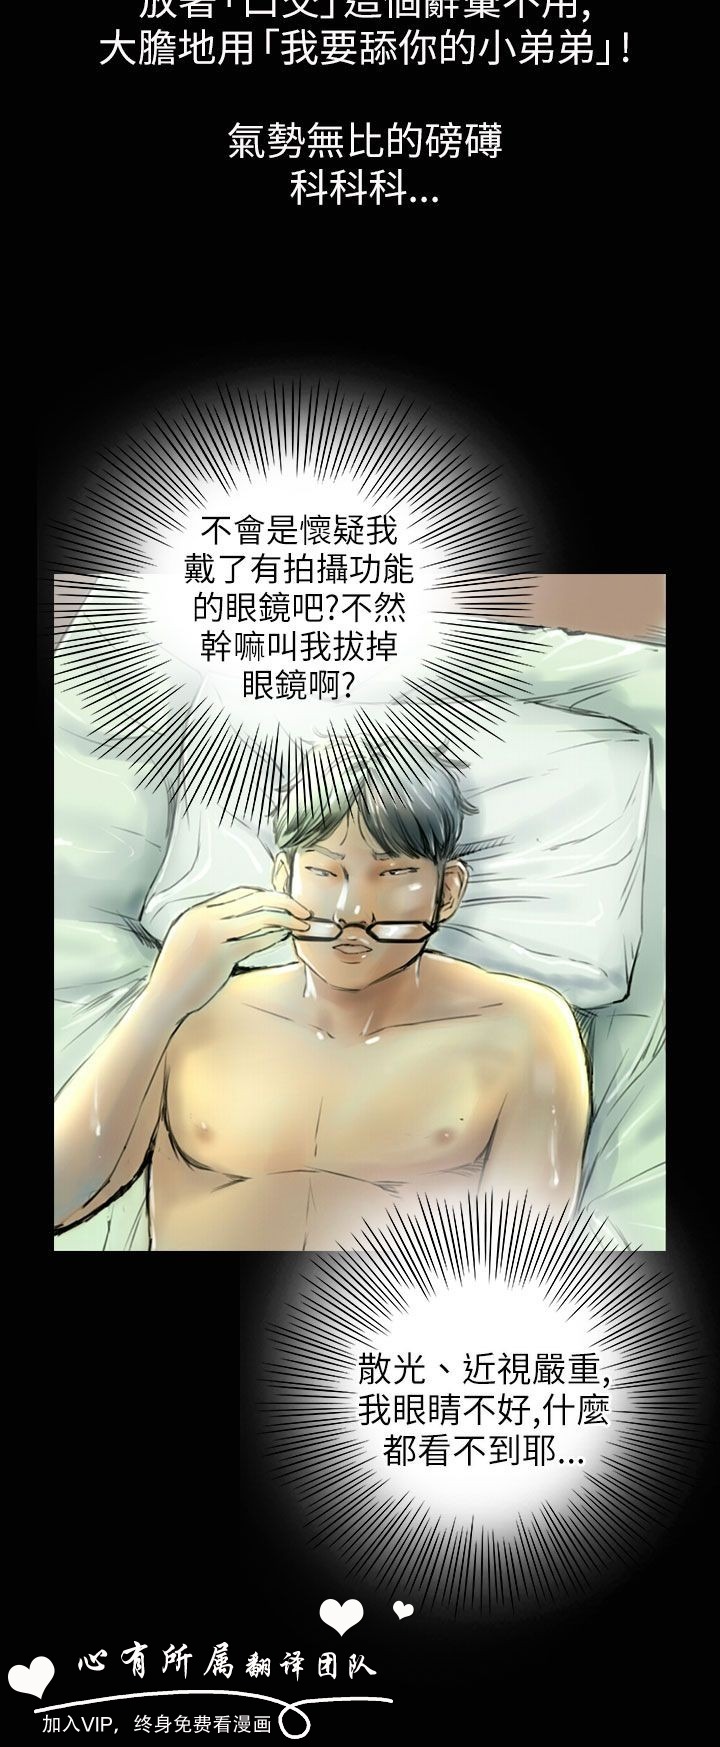 放著「口交」這個辭彙不用,
大膽地用「我要舔你的小弟弟」!
氣勢無比的磅礡
科科科...
不會是懷疑我
戴了有拍攝功能
的眼鏡吧?不然
幹嘛叫我拔掉
眼鏡啊?
散光、近視嚴重,
我眼睛不好,什麼
都看不到耶...
心有所属翻译团队
加入VIP，终身免费看漫画